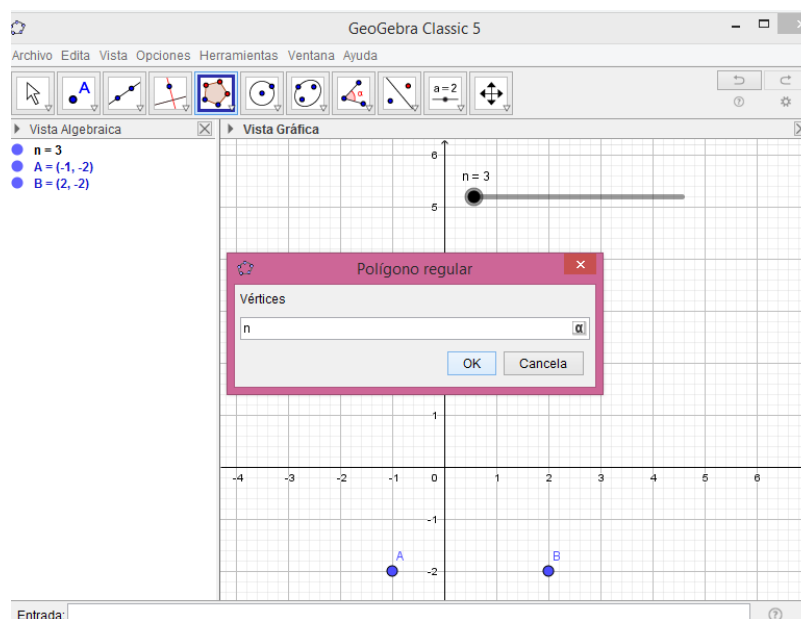 GeoGebra Classic 5
Archivo Edita Vista Opciones Herramientas Ventana Ayuda
A
α
a=2
Vista Algebraica
Vista Gráfica
n = 3
A = (-1, -2)
B = (2, -2)
n = 3
6
5
Polígono regular
Vértices
n
α
OK Cancela
1
-4 -3 -2 -1 0 1 2 3 4 5 6
-1
A B
-2
Entrada: